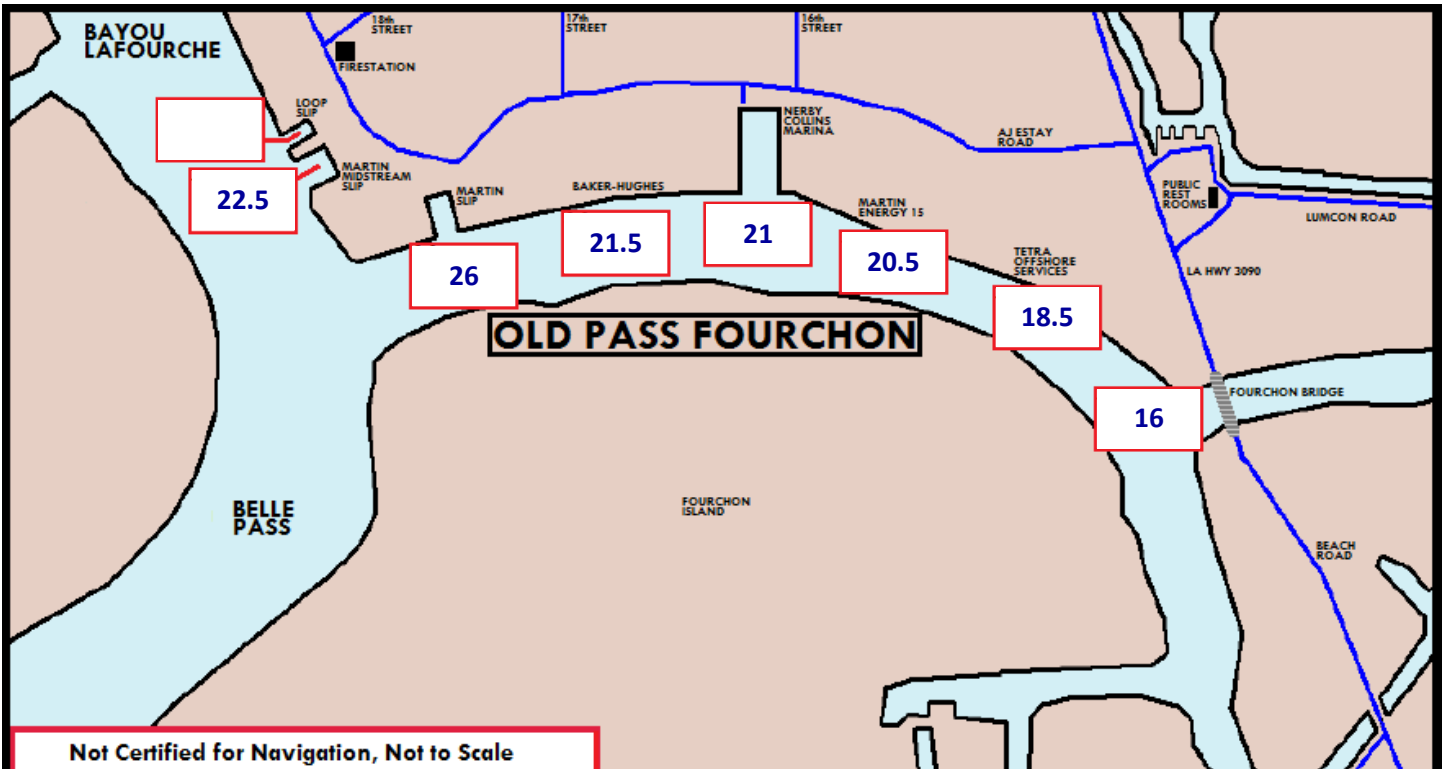 BAYOU
LAFOURCHE
18th
STREET
17th
STREET
16th
STREET
FIRESTATION
LOOP
SLIP
NERBY
COLLINS
MARINA
AJ ESTAY
ROAD
MARTIN
MIDSTREAM
SLIP
22.5
MARTIN
SLIP
BAKER-HUGHES
PUBLIC
REST
ROOMS
MARTIN
ENERGY 15
LUMCON ROAD
26
21.5
21
20.5
TETRA
OFFSHORE
SERVICES
LA HWY 3090
18.5
OLD PASS FOURCHON
16
FOURCHON BRIDGE
BELLE
PASS
FOURCHON
ISLAND
BEACH
ROAD
Not Certified for Navigation, Not to Scale